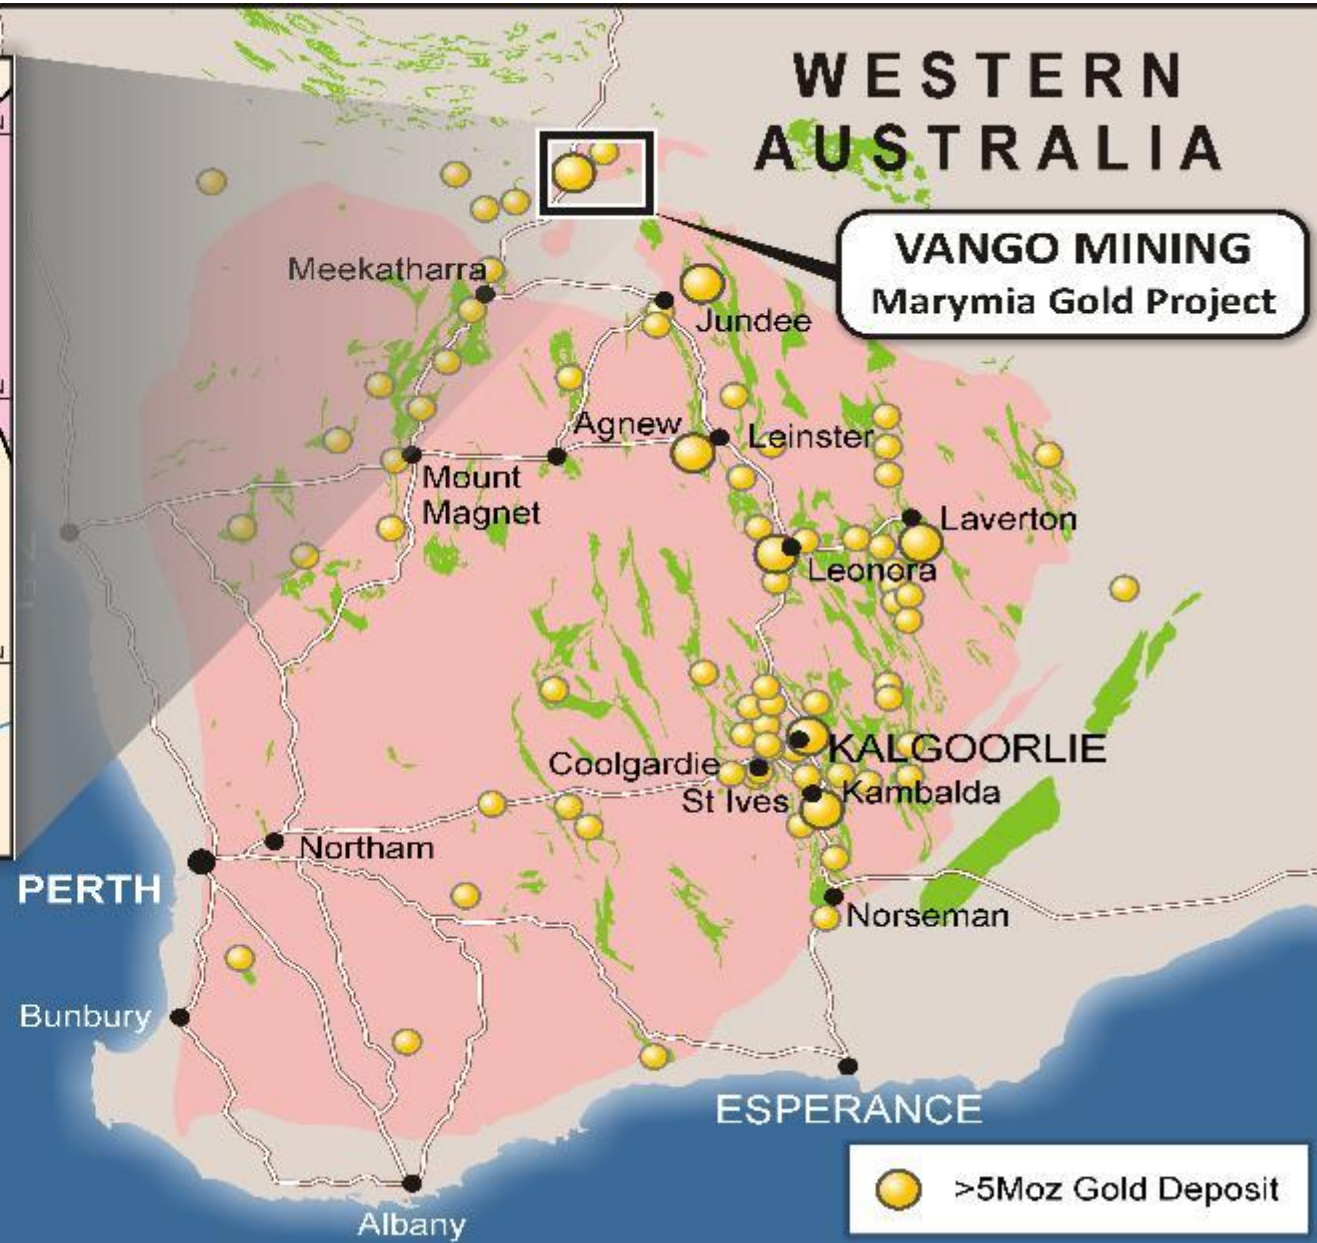 WESTERN
AUSTRALIA
VANGO MINING
Marymia Gold Project
Meekatharra
Jundee
Agnew
Leinster
Mount
Magnet
Laverton
Leonora
KALGOORLIE
Coolgardie
St Ives
Kambalda
Northam
PERTH
Norseman
Bunbury
ESPERANCE
>5Moz Gold Deposit
Albany